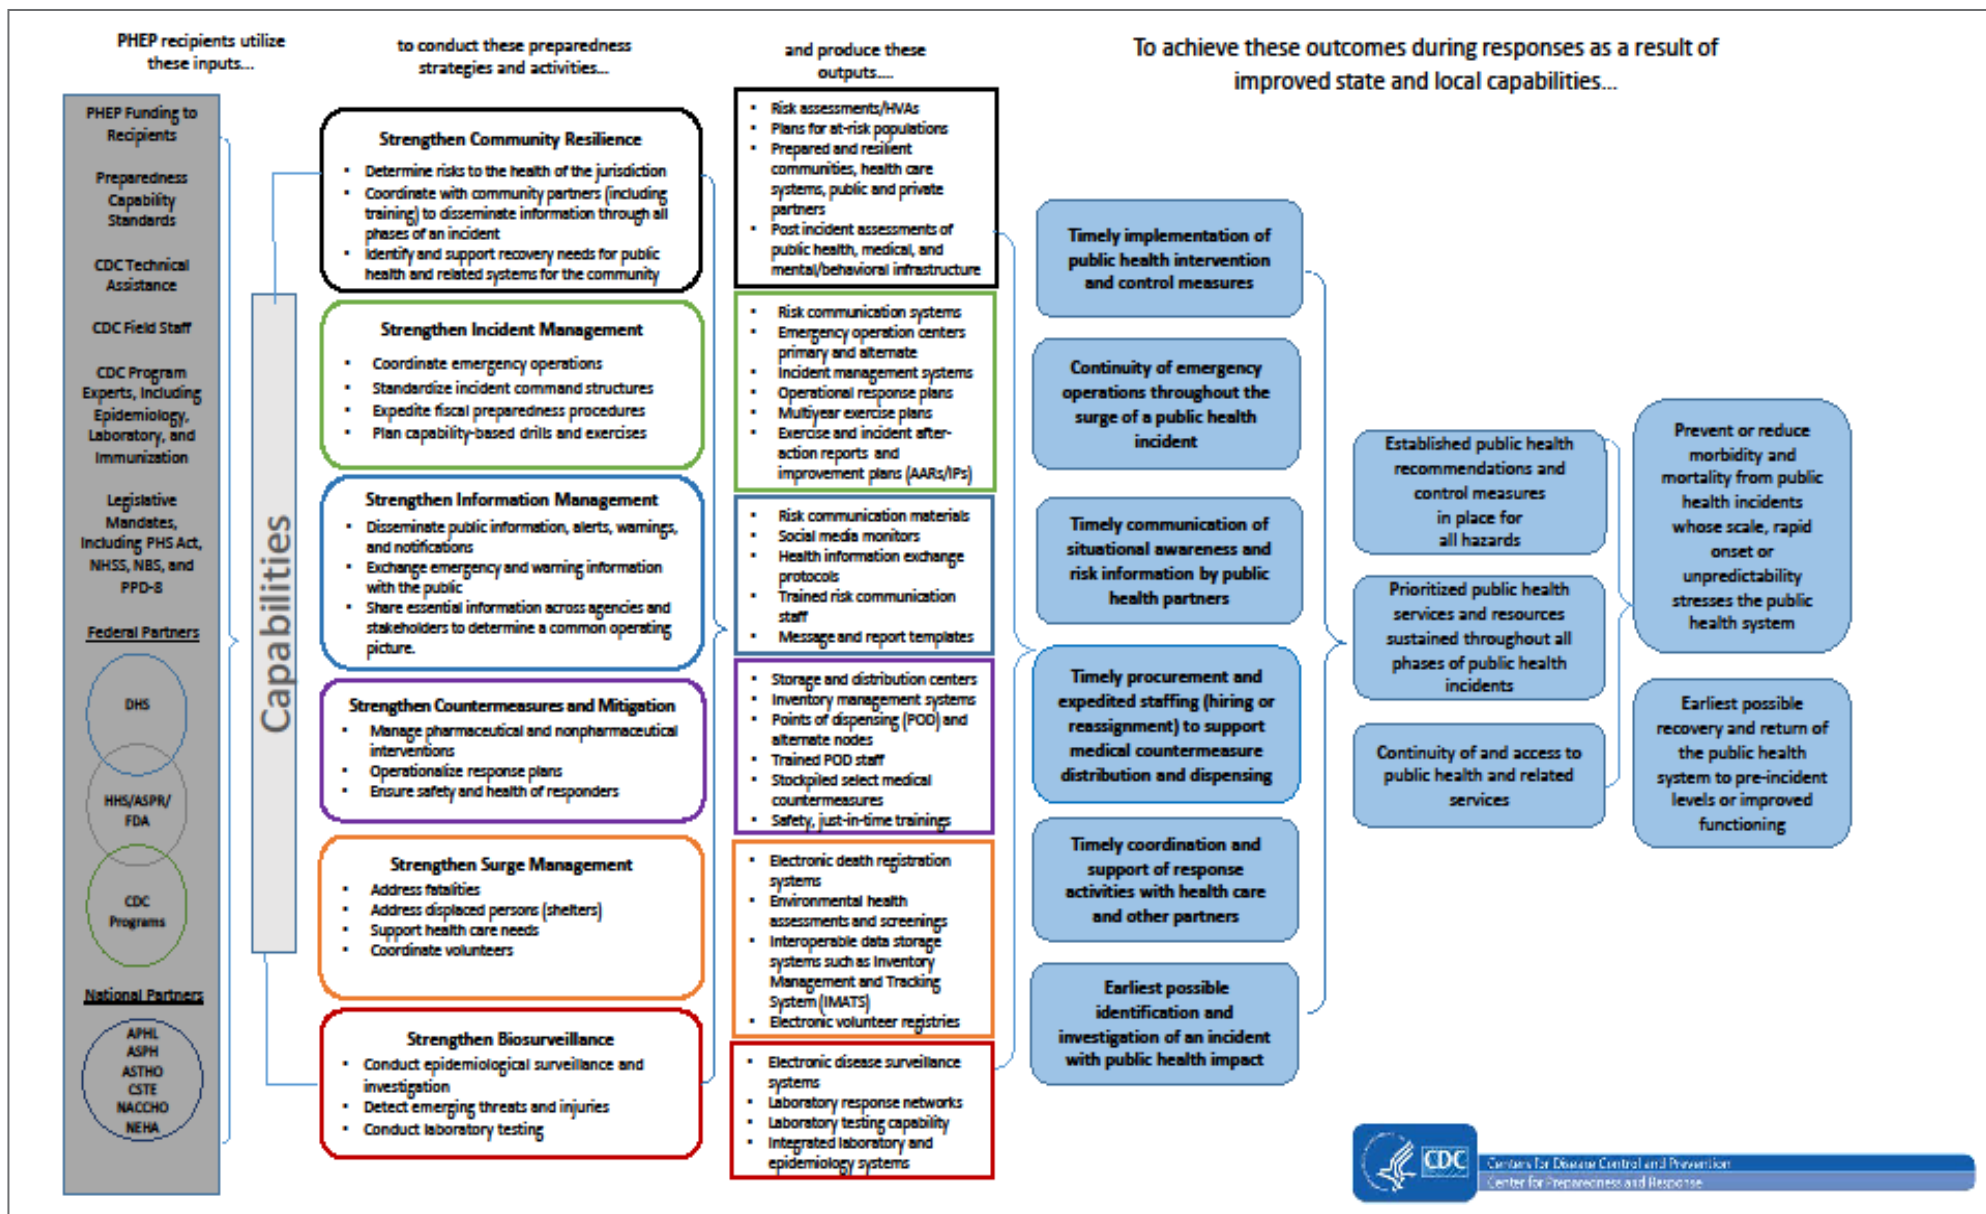 PHEP recipients utilize
these inputs...
to conduct these preparedness
strategies and activities...
and produce these
outputs....
To achieve these outcomes during responses as a result of
improved state and local capabilities...
PHEP Funding to
Recipients
Preparedness
Capability
Standards
CDC Technical
Assistance
CDC Field Staff
CDC Program
Experts, Including
Epidemiology,
Laboratory, and
Immunization
Legislative
Mandates,
Including PHS Act,
NHSS, NBS, and
PPD-8
Federal Partners
DHS
HHS/ASPR/
FDA
CDC
Programs
National Partners
APHL
ASPH
ASTHO
CSTE
NACCHO
NEHA
Capabilities
Strengthen Community Resilience
• Determine risks to the health of the jurisdiction
• Coordinate with community partners (including
training) to disseminate information through all
phases of an incident
• Identify and support recovery needs for public
health and related systems for the community
Strengthen Incident Management
• Coordinate emergency operations
• Standardize incident command structures
• Expedite fiscal preparedness procedures
• Plan capability-based drills and exercises
Strengthen Information Management
• Disseminate public information, alerts, warnings,
and notifications
• Exchange emergency and warning information
with the public
• Share essential information across agencies and
stakeholders to determine a common operating
picture.
Strengthen Countermeasures and Mitigation
• Manage pharmaceutical and nonpharmaceutical
interventions
• Operationalize response plans
• Ensure safety and health of responders
Strengthen Surge Management
• Address fatalities
• Address displaced persons (shelters)
• Support health care needs
• Coordinate volunteers
Strengthen Biosurveillance
• Conduct epidemiological surveillance and
investigation
• Detect emerging threats and injuries
• Conduct laboratory testing
• Risk assessments/HVAs
• Plans for at-risk populations
• Prepared and resilient
communities, health care
systems, public and private
partners
• Post incident assessments of
public health, medical, and
mental/behavioral infrastructure
• Risk communication systems
• Emergency operation centers
primary and alternate
• Incident management systems
• Operational response plans
• Multiyear exercise plans
• Exercise and incident after-
action reports and
improvement plans (AARs/IPs)
• Risk communication materials
• Social media monitors
• Health information exchange
protocols
• Trained risk communication
staff
• Message and report templates
• Storage and distribution centers
• Inventory management systems
• Points of dispensing (POD) and
alternate nodes
• Trained POD staff
• Stockpiled select medical
countermeasures
• Safety, just-in-time trainings
• Electronic death registration
systems
• Environmental health
assessments and screenings
• Interoperable data storage
systems such as Inventory
Management and Tracking
System (IMATS)
• Electronic volunteer registries
• Electronic disease surveillance
systems
• Laboratory response networks
• Laboratory testing capability
• Integrated laboratory and
epidemiology systems
Timely implementation of
public health intervention
and control measures
Continuity of emergency
operations throughout the
surge of a public health
incident
Timely communication of
situational awareness and
risk information by public
health partners
Timely procurement and
expedited staffing (hiring or
reassignment) to support
medical countermeasure
distribution and dispensing
Timely coordination and
support of response
activities with health care
and other partners
Earliest possible
identification and
investigation of an incident
with public health impact
Established public health
recommendations and
control measures
in place for
all hazards
Prioritized public health
services and resources
sustained throughout all
phases of public health
incidents
Continuity of and access to
public health and related
services
Prevent or reduce
morbidity and
mortality from public
health incidents
whose scale, rapid
onset or
unpredictability
stresses the public
health system
Earliest possible
recovery and return of
the public health
system to pre-incident
levels or improved
functioning
CDC
Centers for Disease Control and Prevention
Center for Preparedness and Response